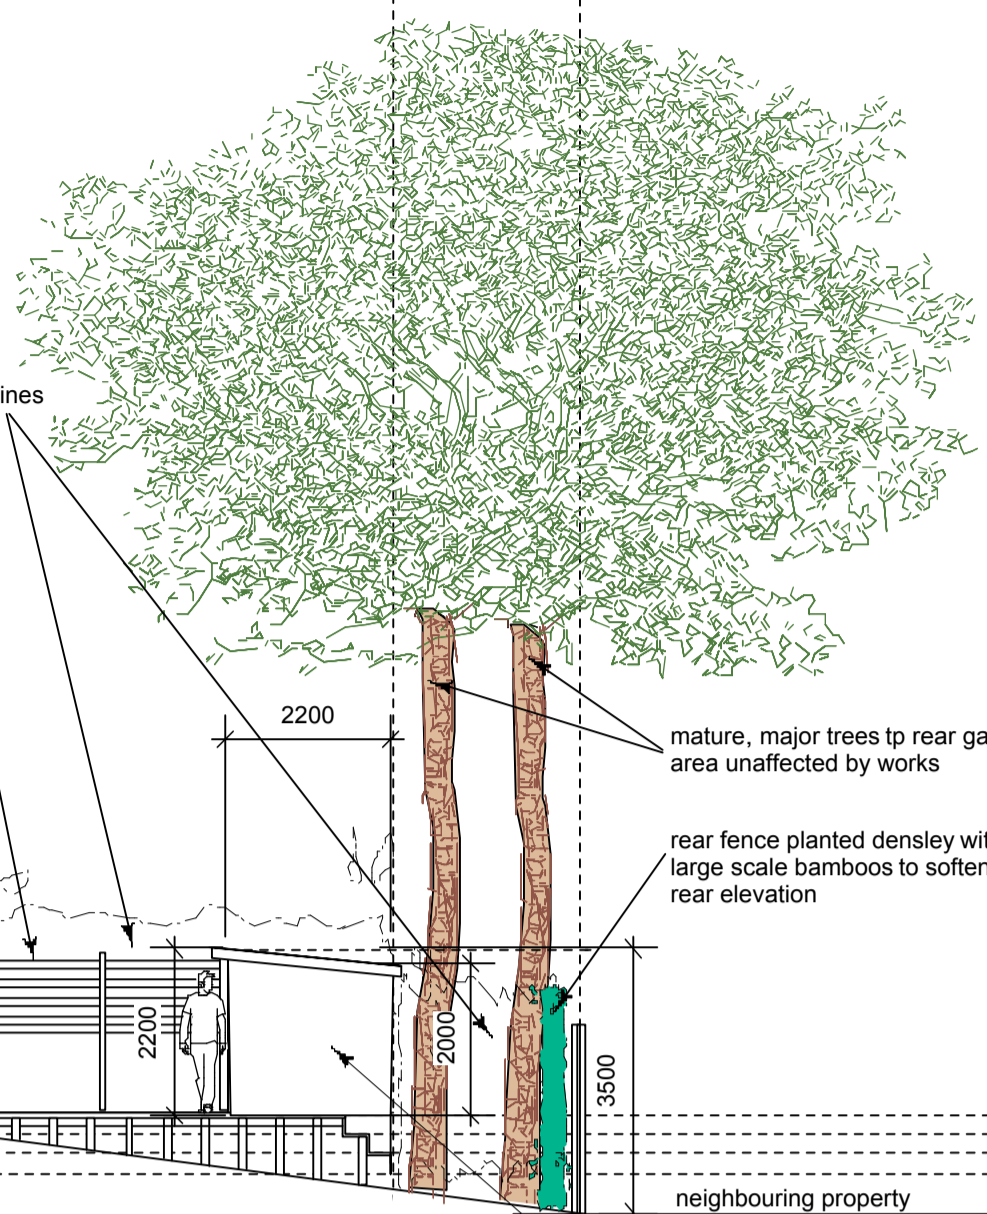 ines
2200
mature, major trees tp rear ga
area unaffected by works
rear fence planted densley wit
large scale bamboos to soften
rear elevation
2200
2000
3500
neighbouring property